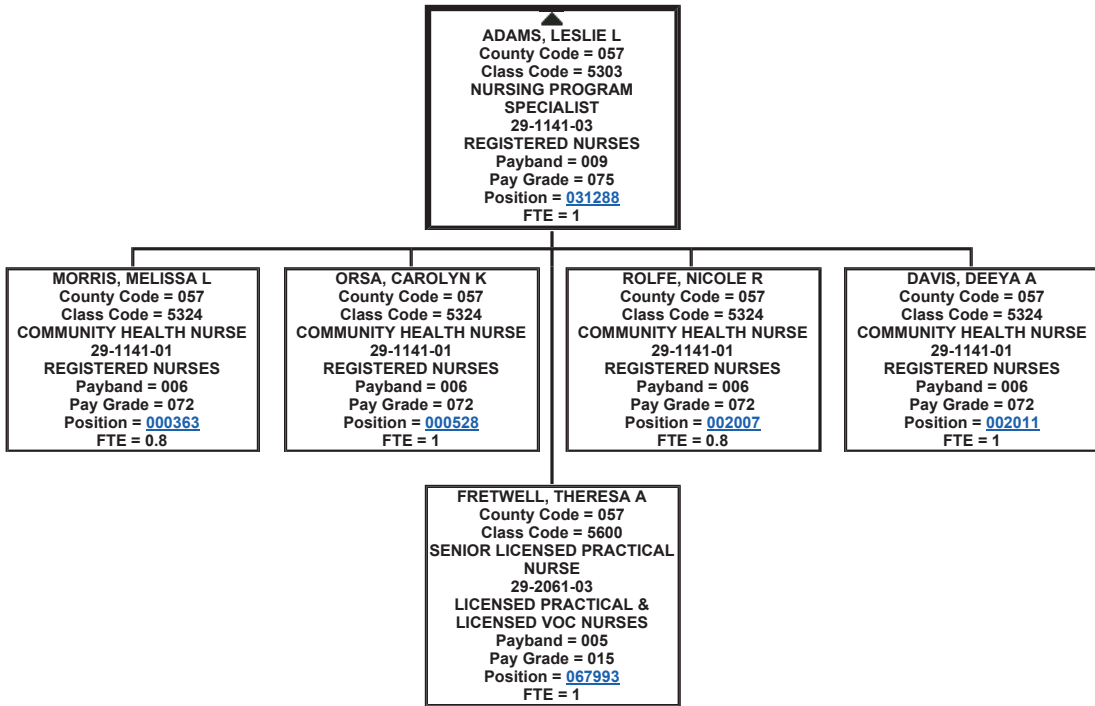 ADAMS, LESLIE L
County Code = 057
Class Code = 5303
NURSING PROGRAM
SPECIALIST
29-1141-03
REGISTERED NURSES
Payband = 009
Pay Grade = 075
Position = 031288
FTE = 1
MORRIS, MELISSA L
County Code = 057
Class Code = 5324
COMMUNITY HEALTH NURSE
29-1141-01
REGISTERED NURSES
Payband = 006
Pay Grade = 072
Position = 000363
FTE = 0.8
ORSA, CAROLYN K
County Code = 057
Class Code = 5324
COMMUNITY HEALTH NURSE
29-1141-01
REGISTERED NURSES
Payband = 006
Pay Grade = 072
Position = 000528
FTE = 1
ROLFE, NICOLE R
County Code = 057
Class Code = 5324
COMMUNITY HEALTH NURSE
29-1141-01
REGISTERED NURSES
Payband = 006
Pay Grade = 072
Position = 002007
FTE = 0.8
DAVIS, DEEYA A
County Code = 057
Class Code = 5324
COMMUNITY HEALTH NURSE
29-1141-01
REGISTERED NURSES
Payband = 006
Pay Grade = 072
Position = 002011
FTE = 1
FRETWELL, THERESA A
County Code = 057
Class Code = 5600
SENIOR LICENSED PRACTICAL
NURSE
29-2061-03
LICENSED PRACTICAL &
LICENSED VOC NURSES
Payband = 005
Pay Grade = 015
Position = 067993
FTE = 1